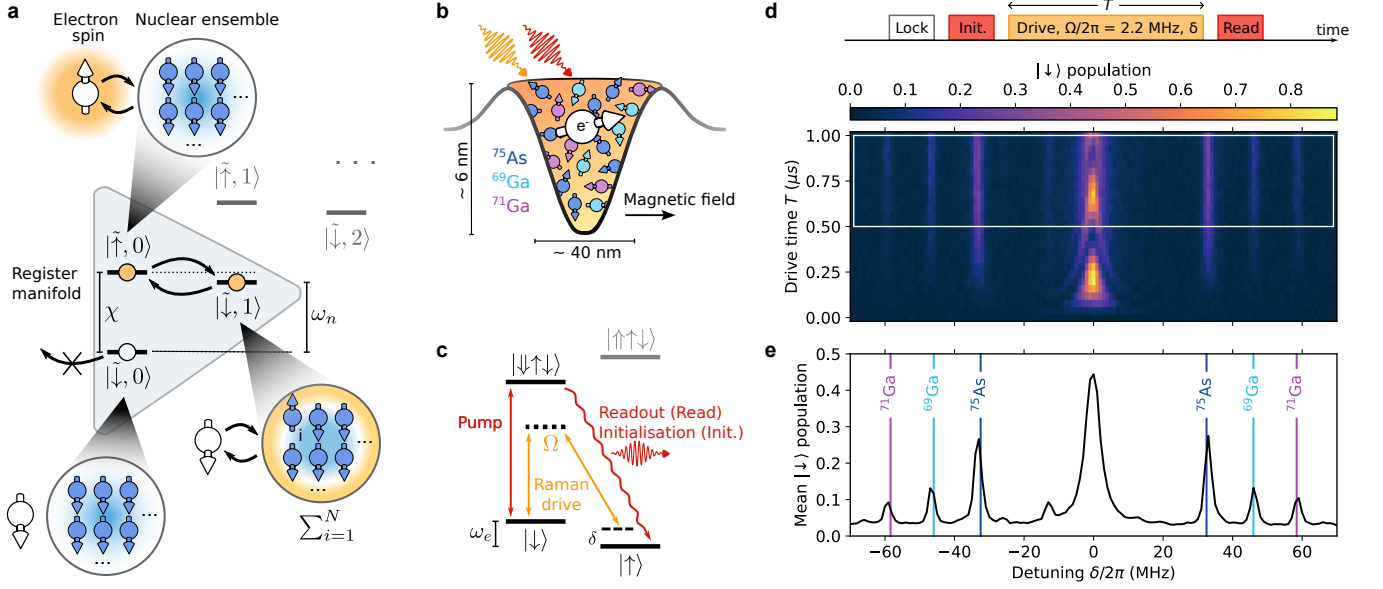 a
Electron
spin
Nuclear ensemble
...
...
. . .
|↑̃, 1⟩
|↓̃, 2⟩
|↑̃, 0⟩
Register
manifold
χ
|↓̃, 1⟩
ω_n
|↓̃, 0⟩
i
...
...
∑_{i=1}^{N}
...
...
b
~ 6 nm
e⁻
⁷⁵As
⁶⁹Ga
⁷¹Ga
Magnetic field
~ 40 nm
c
|⇑↑↓⟩
|⇓↑↓⟩
Pump
Readout (Read)
Initialisation (Init.)
Ω
Raman
drive
ω_e
|↓⟩
δ
|↑⟩
d
T
Lock
Init.
Drive, Ω/2π = 2.2 MHz, δ
Read
time
|↓⟩ population
0.0 0.1 0.2 0.3 0.4 0.5 0.6 0.7 0.8
Drive time T (μs)
1.00
0.75
0.50
0.25
0.00
e
Mean |↓⟩ population
0.5
0.4
0.3
0.2
0.1
0.0
⁷¹Ga
⁶⁹Ga
⁷⁵As
⁷⁵As
⁶⁹Ga
⁷¹Ga
−60 −40 −20 0 20 40 60
Detuning δ/2π (MHz)